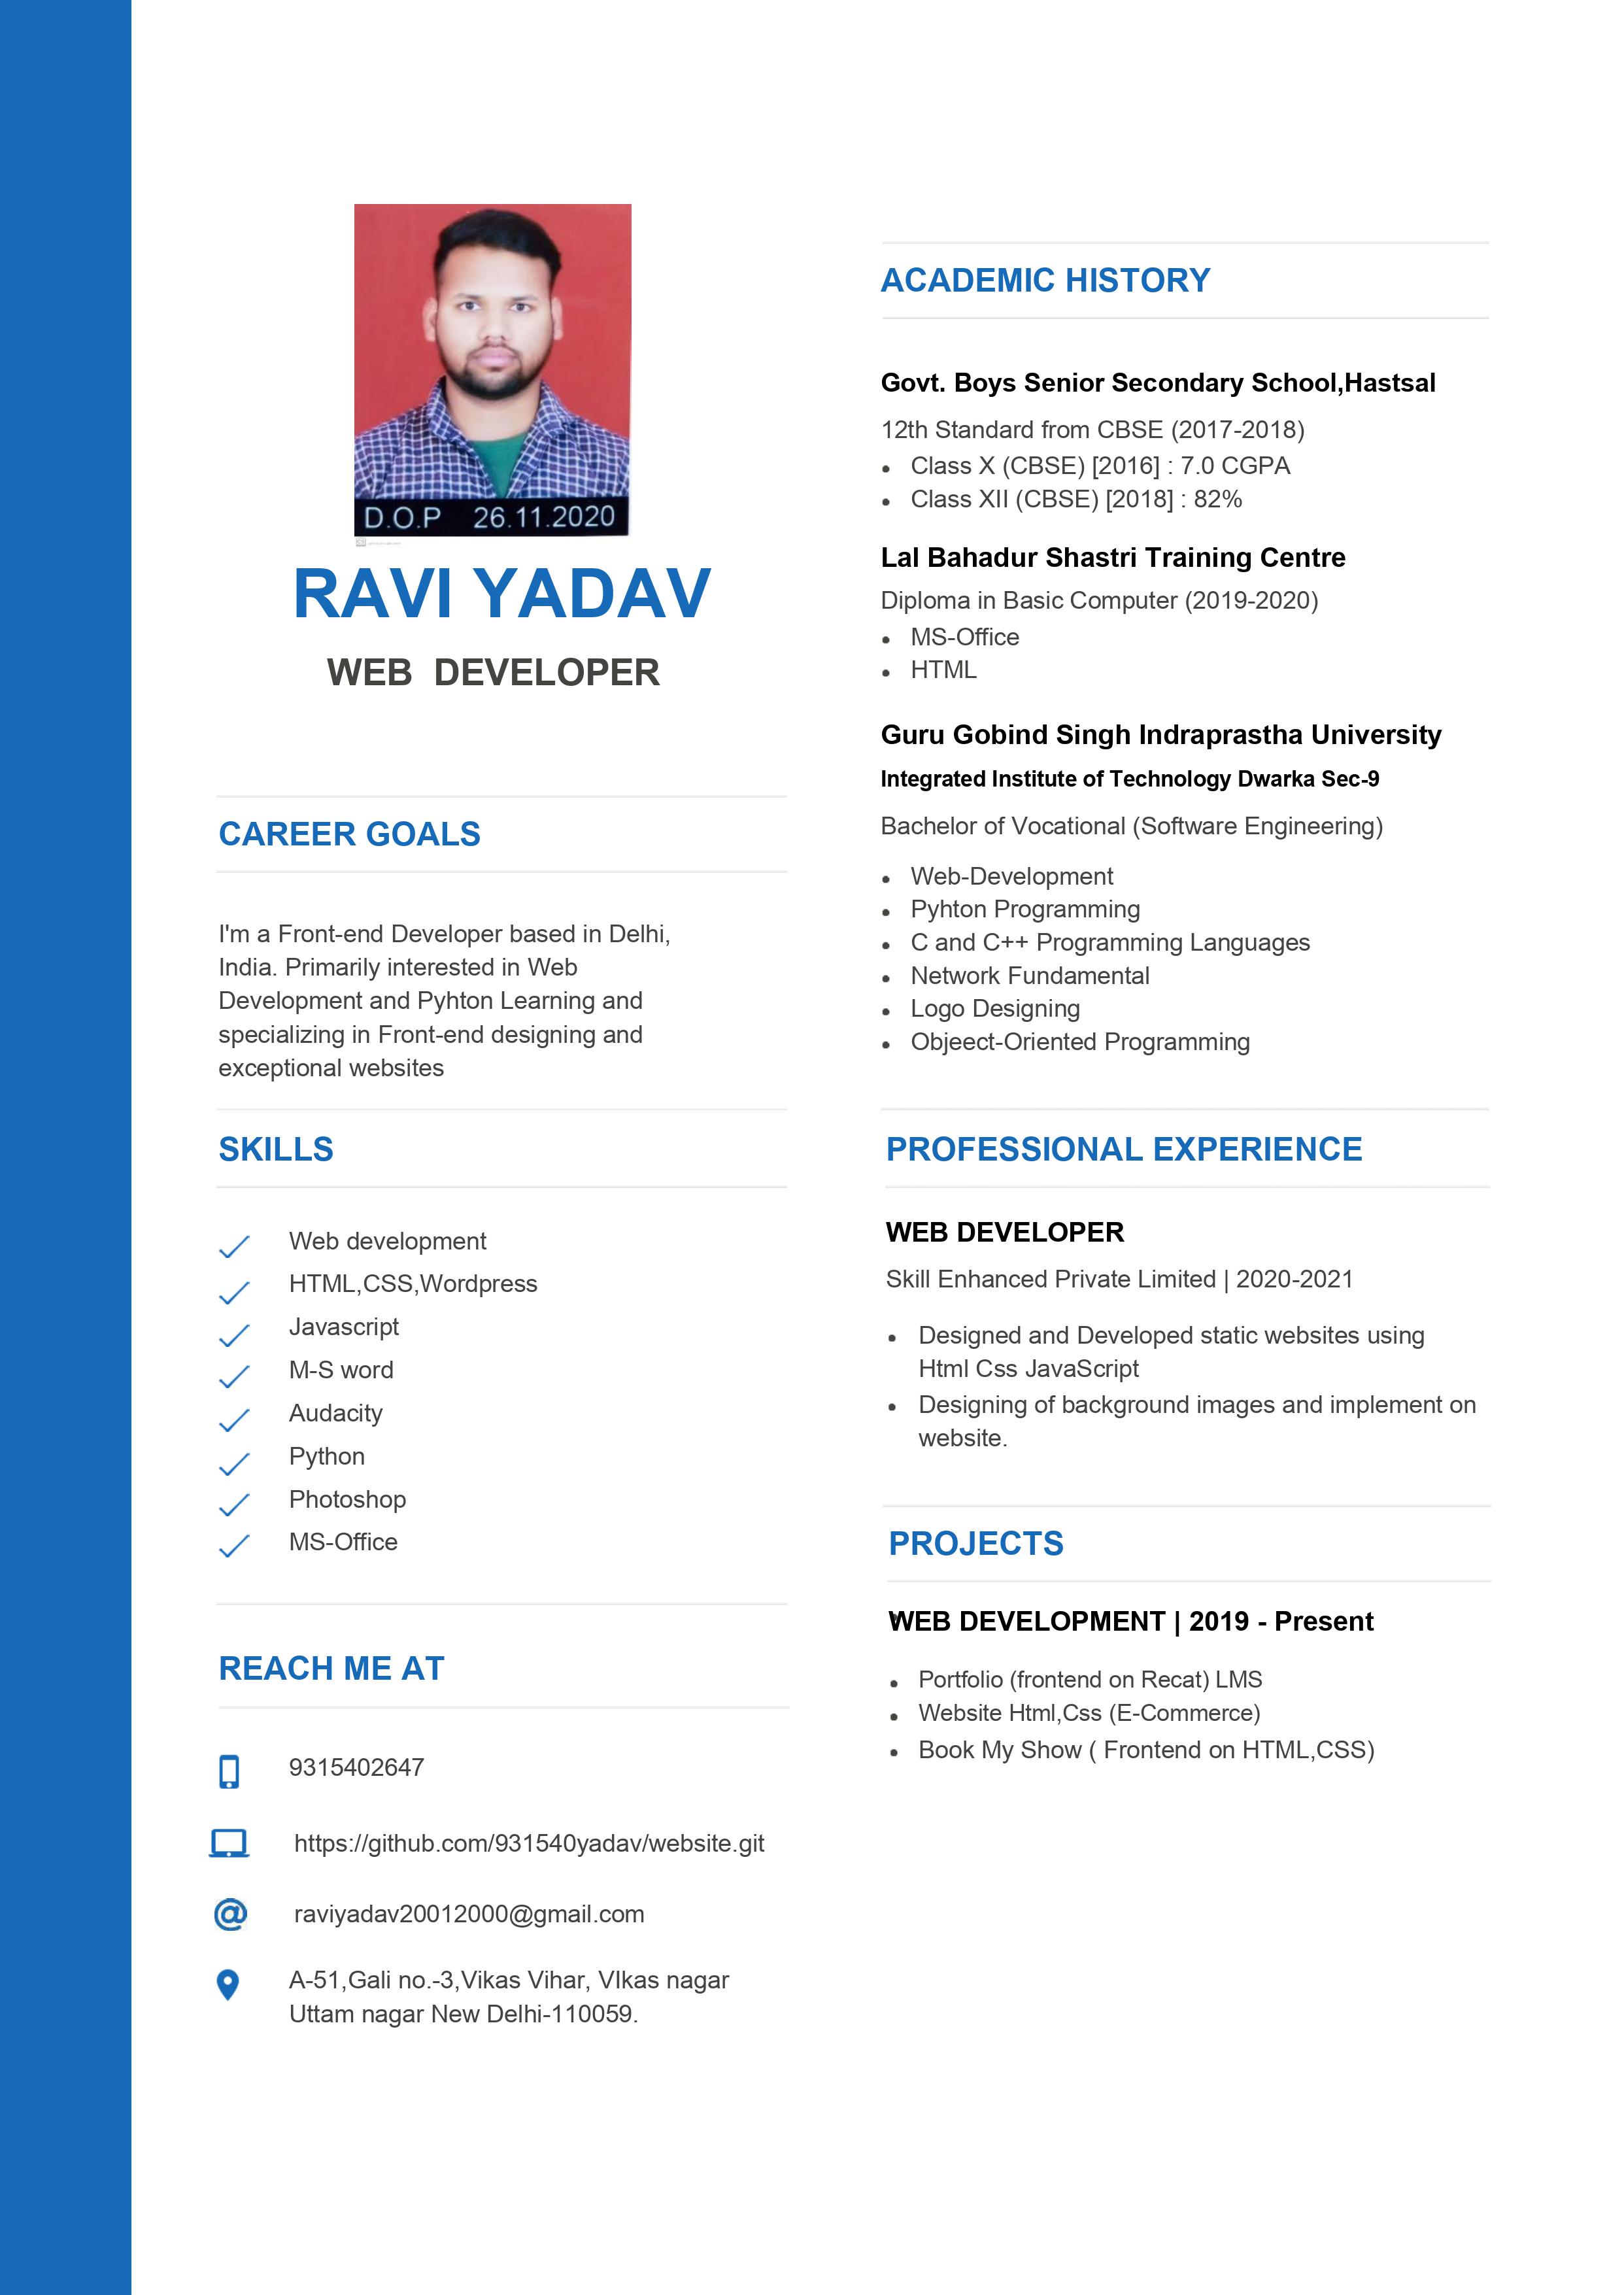 D.O.P 26.11.2020
RAVI YADAV
WEB DEVELOPER
CAREER GOALS
I'm a Front-end Developer based in Delhi,
India. Primarily interested in Web
Development and Pyhton Learning and
specializing in Front-end designing and
exceptional websites
SKILLS
Web development
HTML,CSS,Wordpress
Javascript
M-S word
Audacity
Python
Photoshop
MS-Office
REACH ME AT
9315402647
https://github.com/931540yadav/website.git
raviyadav20012000@gmail.com
A-51,Gali no.-3,Vikas Vihar, VIkas nagar
Uttam nagar New Delhi-110059.
ACADEMIC HISTORY
Govt. Boys Senior Secondary School,Hastsal
12th Standard from CBSE (2017-2018)
• Class X (CBSE) [2016] : 7.0 CGPA
• Class XII (CBSE) [2018] : 82%
Lal Bahadur Shastri Training Centre
Diploma in Basic Computer (2019-2020)
• MS-Office
• HTML
Guru Gobind Singh Indraprastha University
Integrated Institute of Technology Dwarka Sec-9
Bachelor of Vocational (Software Engineering)
• Web-Development
• Pyhton Programming
• C and C++ Programming Languages
• Network Fundamental
• Logo Designing
• Objeect-Oriented Programming
PROFESSIONAL EXPERIENCE
WEB DEVELOPER
Skill Enhanced Private Limited | 2020-2021
• Designed and Developed static websites using
Html Css JavaScript
• Designing of background images and implement on
website.
PROJECTS
WEB DEVELOPMENT | 2019 - Present
• Portfolio (frontend on Recat) LMS
• Website Html,Css (E-Commerce)
• Book My Show ( Frontend on HTML,CSS)